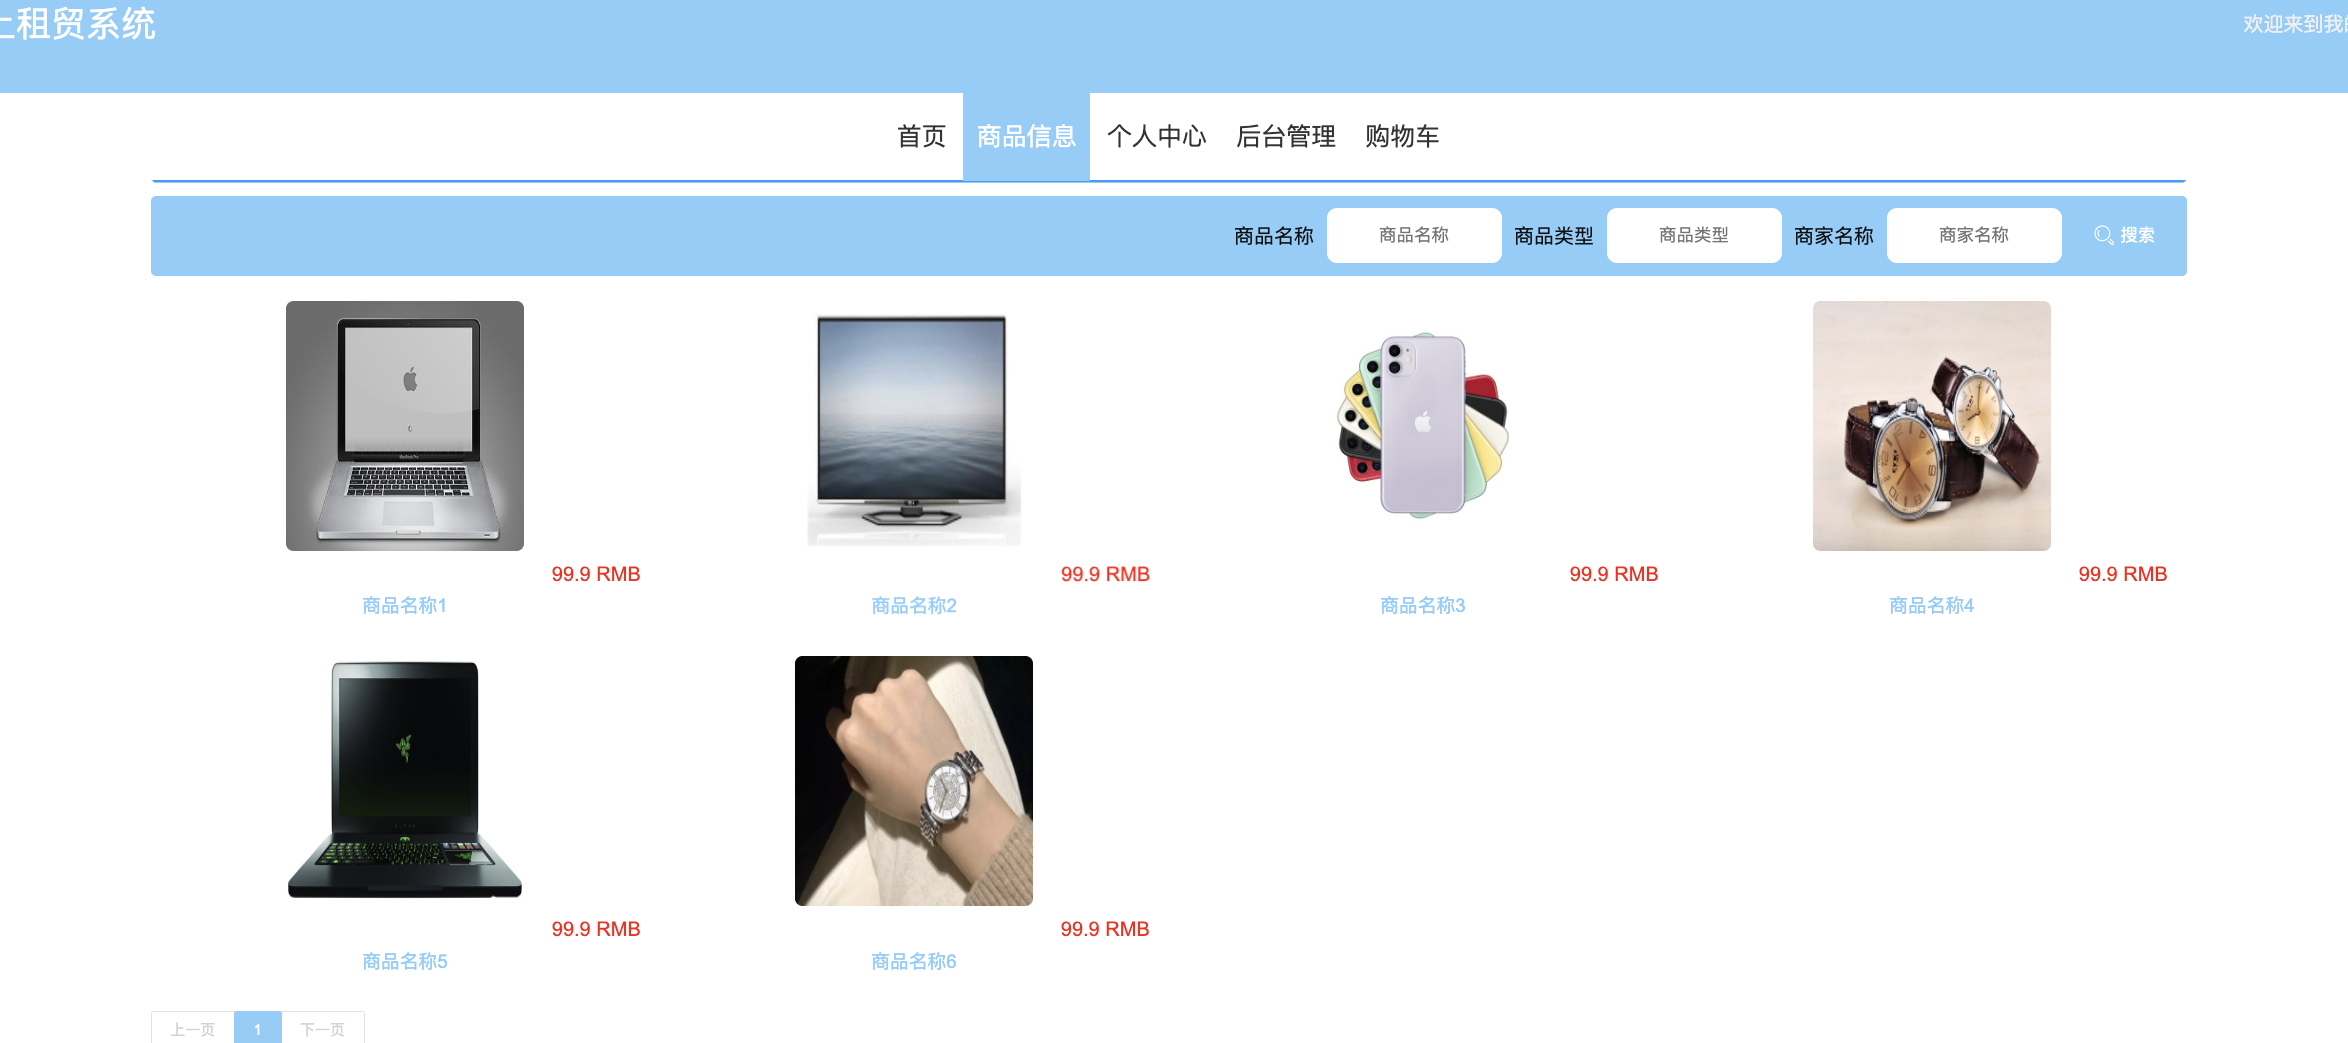 上租贸系统
欢迎来到我的
首页 商品信息 个人中心 后台管理 购物车
商品名称 商品名称 商品类型 商品类型 商家名称 商家名称 搜索
99.9 RMB 99.9 RMB 99.9 RMB 99.9 RMB
商品名称1 商品名称2 商品名称3 商品名称4
99.9 RMB 99.9 RMB
商品名称5 商品名称6
上一页 1 下一页